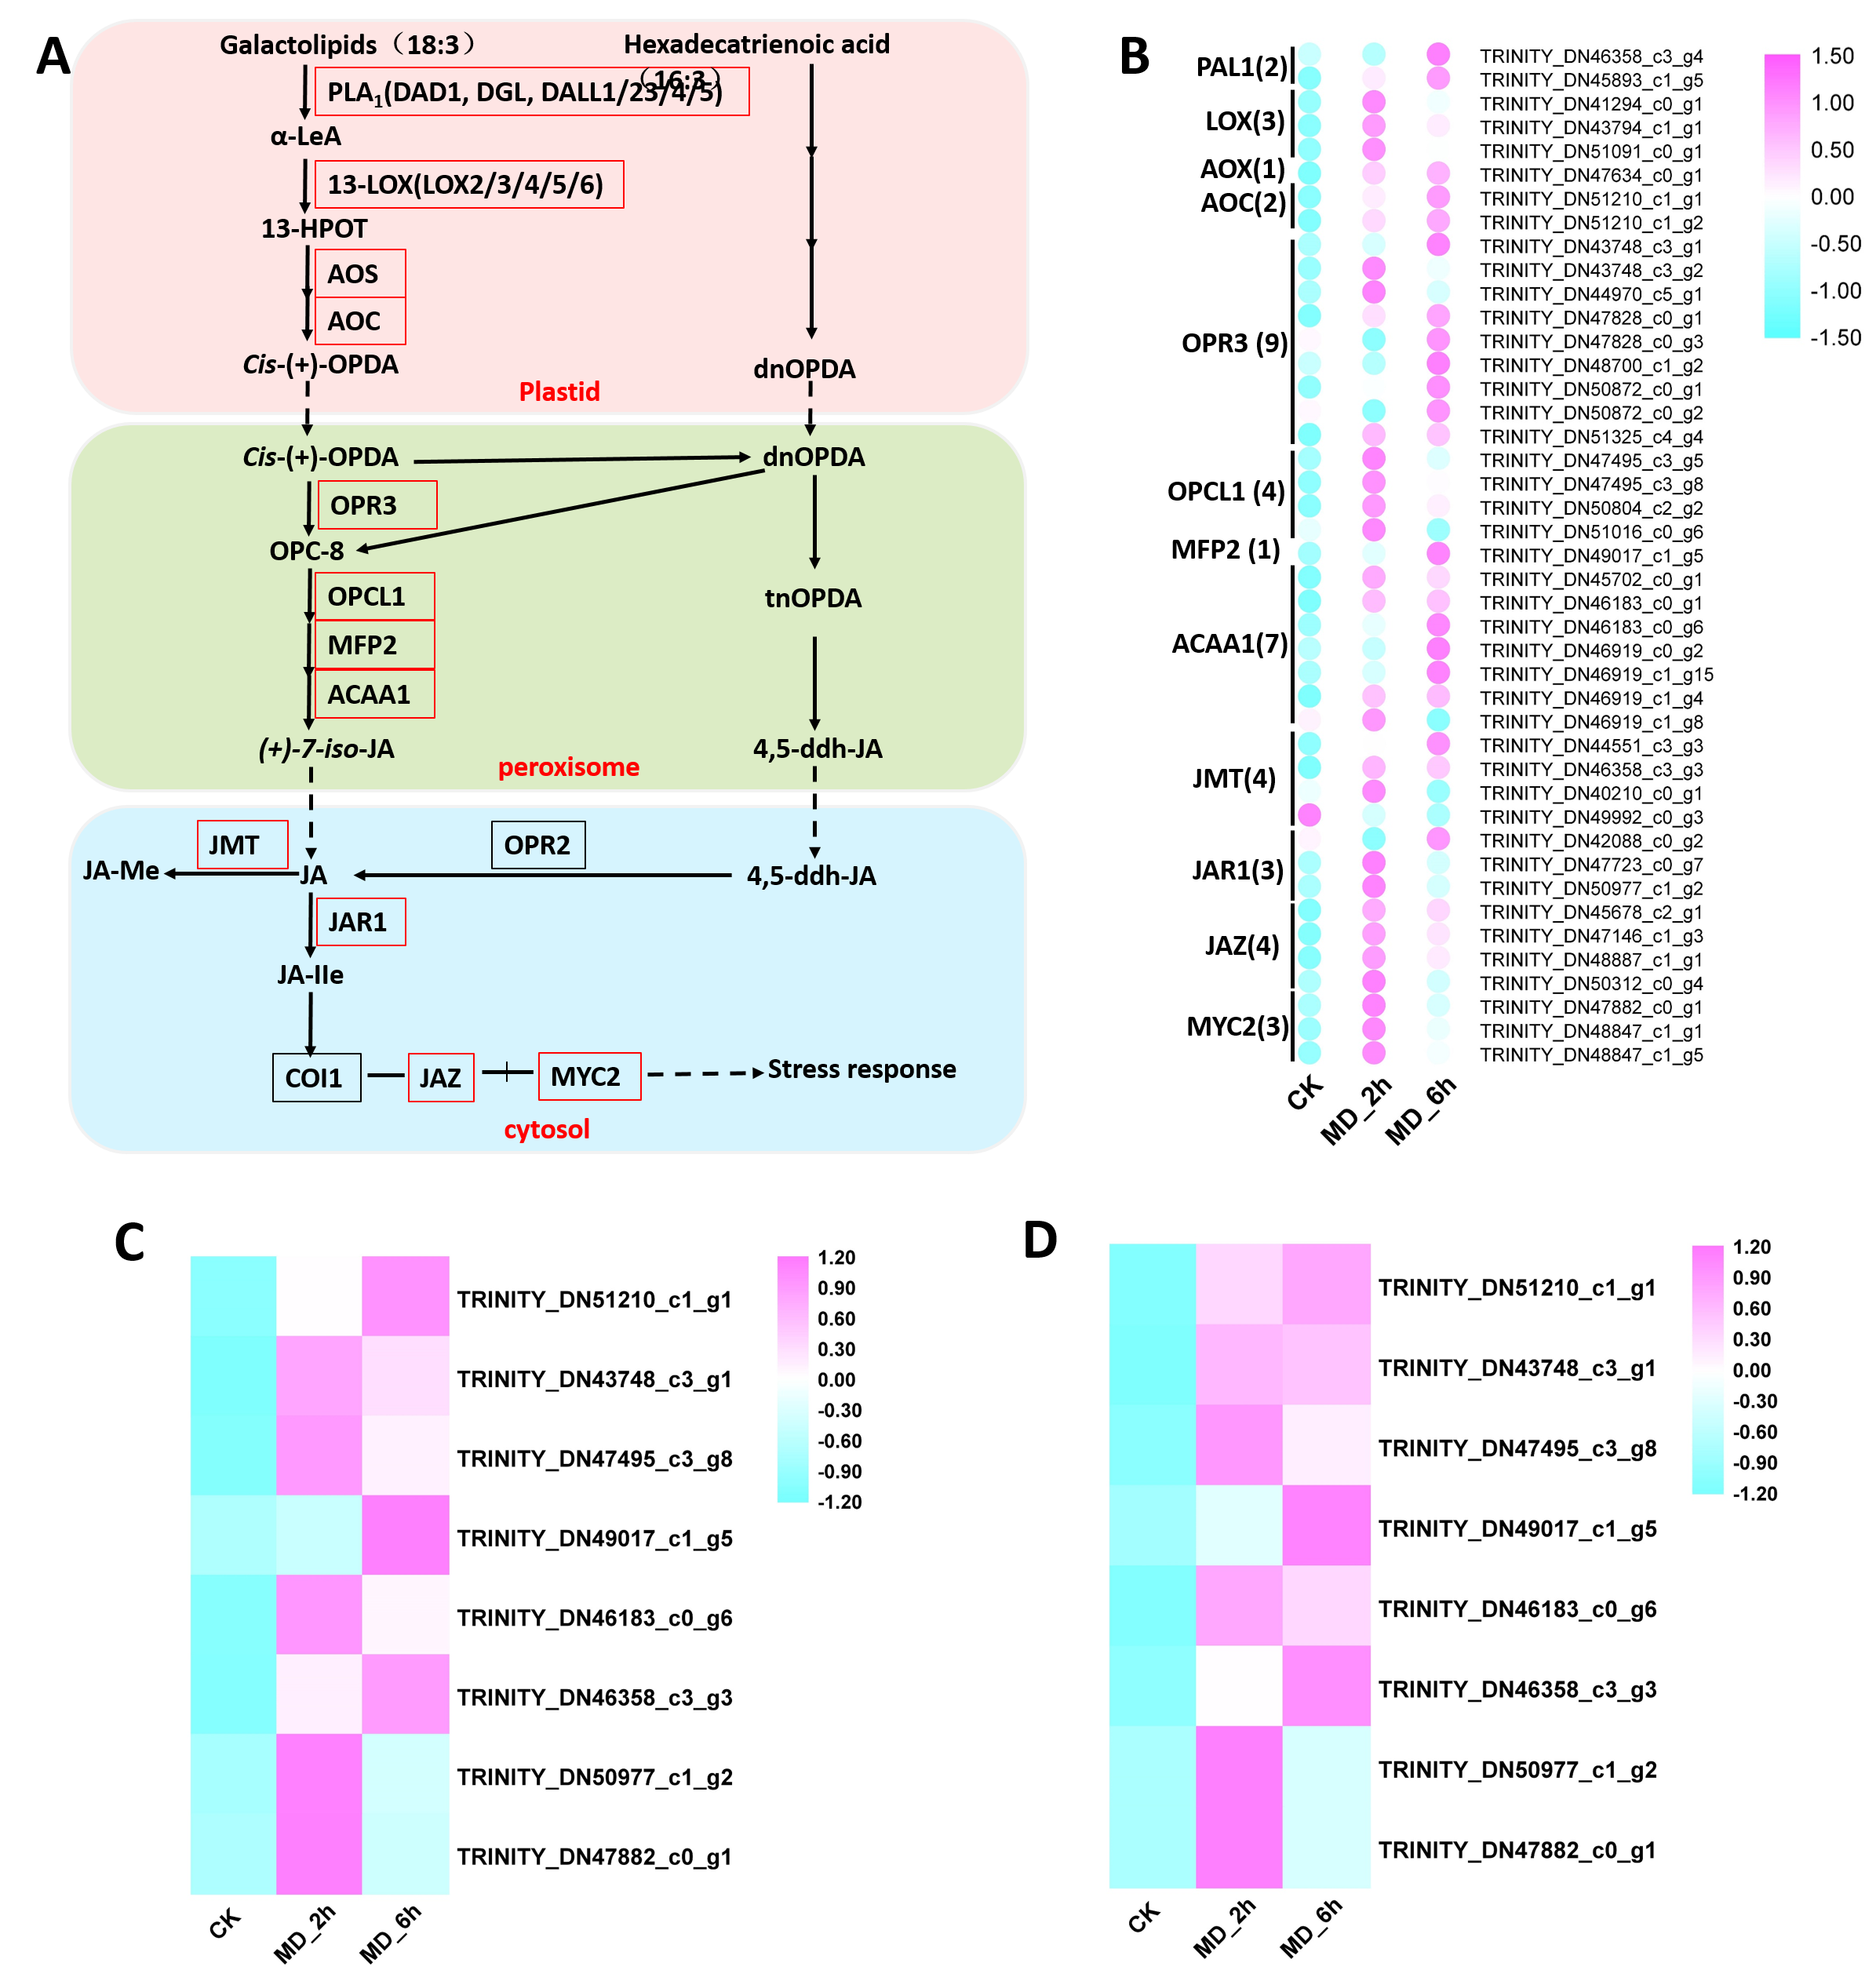 A
Galactolipids（18:3）
Hexadecatrienoic acid
（16:3）
PLA₁(DAD1, DGL, DALL1/23/4/5)
α-LeA
13-LOX(LOX2/3/4/5/6)
13-HPOT
AOS
AOC
Cis-(+)-OPDA
dnOPDA
Plastid
Cis-(+)-OPDA
dnOPDA
OPR3
OPC-8
OPCL1
tnOPDA
MFP2
ACAA1
(+)-7-iso-JA
4,5-ddh-JA
peroxisome
JMT
OPR2
JA-Me
JA
4,5-ddh-JA
JAR1
JA-IIe
COI1
JAZ
MYC2
Stress response
cytosol
B
PAL1(2)
LOX(3)
AOX(1)
AOC(2)
OPR3 (9)
OPCL1 (4)
MFP2 (1)
ACAA1(7)
JMT(4)
JAR1(3)
JAZ(4)
MYC2(3)
TRINITY_DN46358_c3_g4
TRINITY_DN45893_c1_g5
TRINITY_DN41294_c0_g1
TRINITY_DN43794_c1_g1
TRINITY_DN51091_c0_g1
TRINITY_DN47634_c0_g1
TRINITY_DN51210_c1_g1
TRINITY_DN51210_c1_g2
TRINITY_DN43748_c3_g1
TRINITY_DN43748_c3_g2
TRINITY_DN44970_c5_g1
TRINITY_DN47828_c0_g1
TRINITY_DN47828_c0_g3
TRINITY_DN48700_c1_g2
TRINITY_DN50872_c0_g1
TRINITY_DN50872_c0_g2
TRINITY_DN51325_c4_g4
TRINITY_DN47495_c3_g5
TRINITY_DN47495_c3_g8
TRINITY_DN50804_c2_g2
TRINITY_DN51016_c0_g6
TRINITY_DN49017_c1_g5
TRINITY_DN45702_c0_g1
TRINITY_DN46183_c0_g1
TRINITY_DN46183_c0_g6
TRINITY_DN46919_c0_g2
TRINITY_DN46919_c1_g15
TRINITY_DN46919_c1_g4
TRINITY_DN46919_c1_g8
TRINITY_DN44551_c3_g3
TRINITY_DN46358_c3_g3
TRINITY_DN40210_c0_g1
TRINITY_DN49992_c0_g3
TRINITY_DN42088_c0_g2
TRINITY_DN47723_c0_g7
TRINITY_DN50977_c1_g2
TRINITY_DN45678_c2_g1
TRINITY_DN47146_c1_g3
TRINITY_DN48887_c1_g1
TRINITY_DN50312_c0_g4
TRINITY_DN47882_c0_g1
TRINITY_DN48847_c1_g1
TRINITY_DN48847_c1_g5
1.50
1.00
0.50
0.00
-0.50
-1.00
-1.50
CK
MD_2h
MD_6h
C
TRINITY_DN51210_c1_g1
TRINITY_DN43748_c3_g1
TRINITY_DN47495_c3_g8
TRINITY_DN49017_c1_g5
TRINITY_DN46183_c0_g6
TRINITY_DN46358_c3_g3
TRINITY_DN50977_c1_g2
TRINITY_DN47882_c0_g1
1.20
0.90
0.60
0.30
0.00
-0.30
-0.60
-0.90
-1.20
CK
MD_2h
MD_6h
D
TRINITY_DN51210_c1_g1
TRINITY_DN43748_c3_g1
TRINITY_DN47495_c3_g8
TRINITY_DN49017_c1_g5
TRINITY_DN46183_c0_g6
TRINITY_DN46358_c3_g3
TRINITY_DN50977_c1_g2
TRINITY_DN47882_c0_g1
1.20
0.90
0.60
0.30
0.00
-0.30
-0.60
-0.90
-1.20
CK
MD_2h
MD_6h